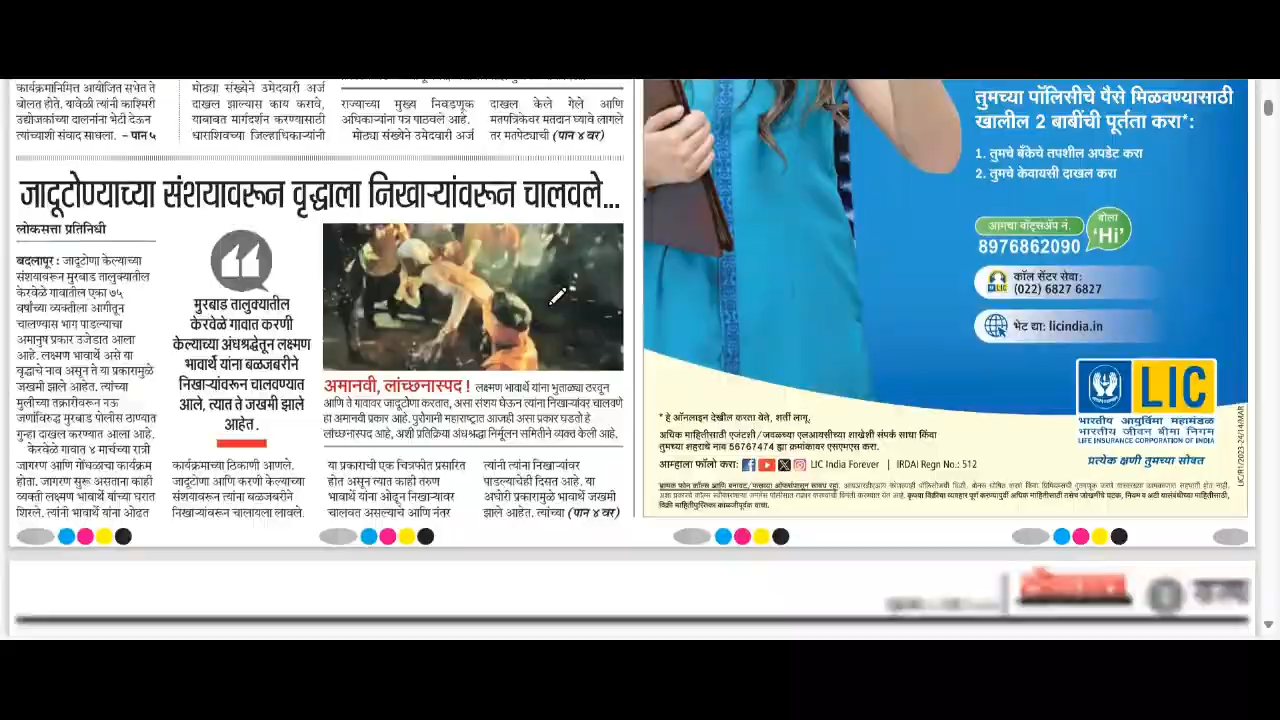 कार्यक्रमानिमित्त आयोजित सभेत ते
बोलत होते. यावेळी त्यांनी काश्मिरी
उद्योजकांच्या दालनांना भेटी देऊन
त्यांच्याशी संवाद साधला. – पान ५
मोठ्या संख्येने उमेदवारी अर्ज
दाखल झाल्यास काय करावे,
याबाबत मार्गदर्शन करण्यासाठी
धाराशिवच्या जिल्हाधिकाऱ्यांनी
राज्याच्या मुख्य निवडणूक
अधिकाऱ्यांना पत्र पाठवले आहे.
मोठ्या संख्येने उमेदवारी अर्ज
दाखल केले गेले आणि
मतपत्रिकेवर मतदान घ्यावे लागले
तर मतपेट्याची (पान ४ वर)
जादूटोण्याच्या संशयावरून वृद्धाला निखाऱ्यांवरून चालवले...
लोकसत्ता प्रतिनिधी
बदलापूर : जादूटोणा केल्याच्या
संशयावरून मुरबाड तालुक्यातील
केरवेळे गावातील एका ७५
वर्षांच्या व्यक्तीला आगीतून
चालण्यास भाग पाडल्याचा
अमानुष प्रकार उजेडात आला
आहे. लक्ष्मण भावार्थे असे या
वृद्धाचे नाव असून ते या प्रकारामुळे
जखमी झाले आहेत. त्यांच्या
मुलीच्या तक्रारीवरून नऊ
जणांविरुद्ध मुरबाड पोलीस ठाण्यात
गुन्हा दाखल करण्यात आला आहे.
केरवेळे गावात ४ मार्चच्या रात्री
जागरण आणि गोंधळाचा कार्यक्रम
होता. जागरण सुरू असताना काही
व्यक्ती लक्ष्मण भावार्थे यांच्या घरात
शिरले. त्यांनी भावार्थे यांना ओढत
मुरबाड तालुक्यातील
केरवेळे गावात करणी
केल्याच्या अंधश्रद्धेतून लक्ष्मण
भावार्थे यांना बळजबरीने
निखाऱ्यांवरून चालवण्यात
आले, त्यात ते जखमी झाले
आहेत .
कार्यक्रमाच्या ठिकाणी आणले.
जादूटोणा आणि करणी केल्याच्या
संशयावरून त्यांना बळजबरीने
निखाऱ्यांवरून चालायला लावले.
अमानवी, लांच्छनास्पद ! लक्ष्मण भावार्थे यांना भुताळ्या ठरवून
आणि ते गावावर जादूटोणा करतात, असा संशय घेऊन त्यांना निखाऱ्यांवर चालवणे
हा अमानवी प्रकार आहे. पुरोगामी महाराष्ट्रात आजही असा प्रकार घडतो हे
लांच्छनास्पद आहे, अशी प्रतिक्रिया अंधश्रद्धा निर्मूलन समितीने व्यक्त केली आहे.
या प्रकाराची एक चित्रफीत प्रसारित
होत असून त्यात काही तरुण
भावार्थे यांना ओढून निखाऱ्यावर
चालवत असल्याचे आणि नंतर
त्यांनी त्यांना निखाऱ्यांवर
पाडल्याचेही दिसत आहे. या
अघोरी प्रकारामुळे भावार्थे जखमी
झाले आहेत. त्यांच्या (पान ४ वर)
तुमच्या पॉलिसीचे पैसे मिळवण्यासाठी
खालील 2 बाबींची पूर्तता करा*:
1. तुमचे बँकेचे तपशील अपडेट करा
2. तुमचे केवायसी दाखल करा
आमचा वॉट्सॲप नं.
8976862090
बोला
'Hi'
कॉल सेंटर सेवा:
(022) 6827 6827
भेट द्या: licindia.in
LIC
भारतीय आयुर्विमा महामंडळ
भारतीय जीवन बीमा निगम
LIFE INSURANCE CORPORATION OF INDIA
प्रत्येक क्षणी तुमच्या सोबत
* हे ऑनलाइन देखील करता येते, शर्ती लागू.
अधिक माहितीसाठी एजंटशी/जवळच्या एलआयसीच्या शाखेशी संपर्क साधा किंवा
तुमच्या शहराचे नाव 56767474 ह्या क्रमांकावर एसएमएस करा.
आम्हाला फॉलो करा: LIC India Forever | IRDAI Regn No.: 512
LIC/R1/2023-24/14/MAR